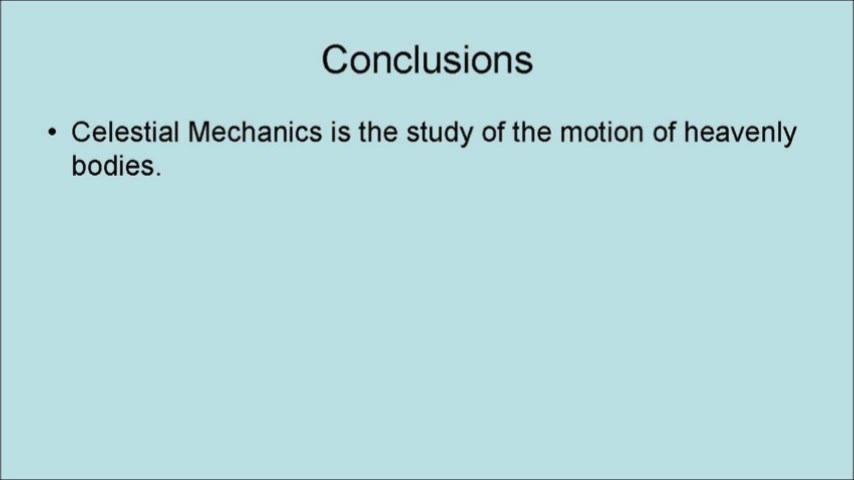 Conclusions
• Celestial Mechanics is the study of the motion of heavenly
bodies.